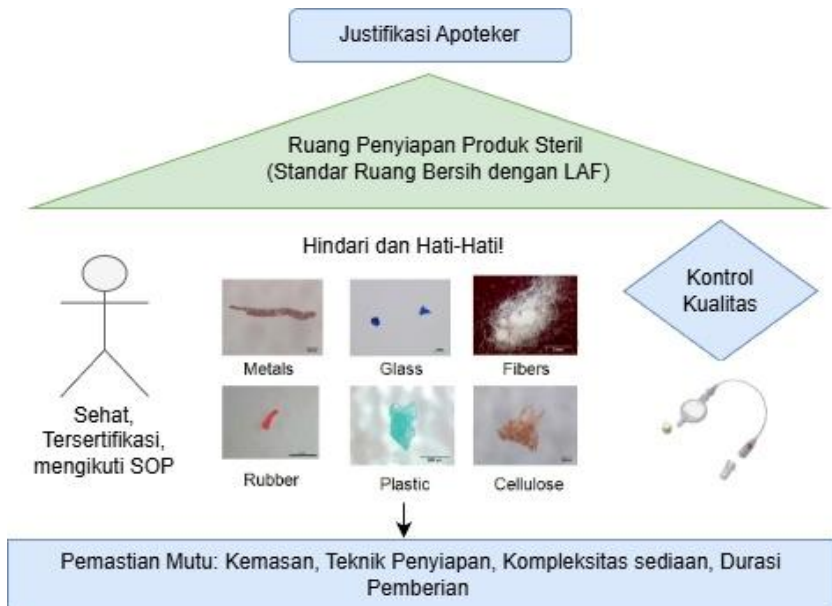 Justifikasi Apoteker
Ruang Penyiapan Produk Steril
(Standar Ruang Bersih dengan LAF)
Hindari dan Hati-Hati!
Kontrol
Kualitas
Metals
Glass
Fibers
Sehat,
Tersertifikasi,
mengikuti SOP
Rubber
Plastic
Cellulose
Pemastian Mutu: Kemasan, Teknik Penyiapan, Kompleksitas sediaan, Durasi
Pemberian